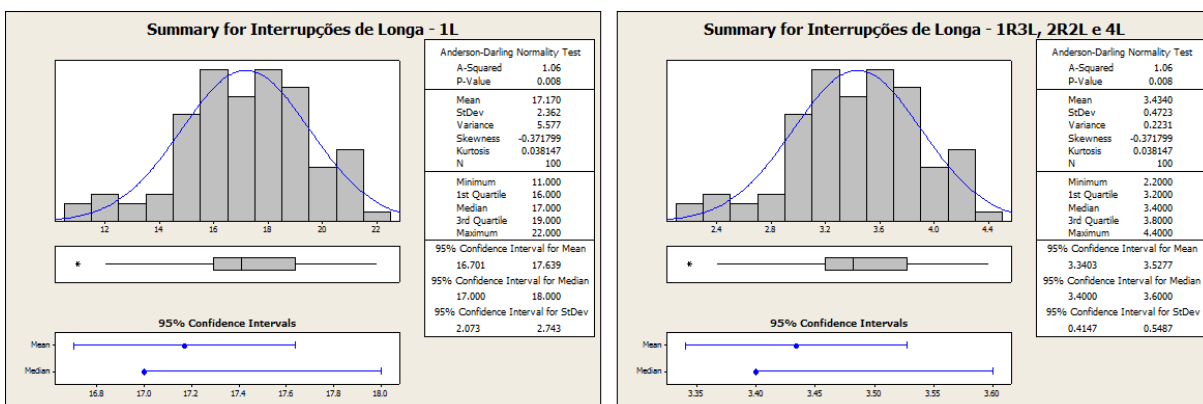 Summary for Interrupções de Longa - 1L
Anderson-Darling Normality Test
A-Squared 1.06
P-Value 0.008
Mean 17.170
StDev 2.362
Variance 5.577
Skewness -0.371799
Kurtosis 0.038147
N 100
Minimum 11.000
1st Quartile 16.000
Median 17.000
3rd Quartile 19.000
Maximum 22.000
95% Confidence Interval for Mean
16.701 17.639
95% Confidence Interval for Median
17.000 18.000
95% Confidence Interval for StDev
2.073 2.743
12 14 16 18 20 22
95% Confidence Intervals
Mean
Median
16.8 17.0 17.2 17.4 17.6 17.8 18.0
Summary for Interrupções de Longa - 1R3L, 2R2L e 4L
Anderson-Darling Normality Test
A-Squared 1.06
P-Value 0.008
Mean 3.4340
StDev 0.4723
Variance 0.2231
Skewness -0.371799
Kurtosis 0.038147
N 100
Minimum 2.2000
1st Quartile 3.2000
Median 3.4000
3rd Quartile 3.8000
Maximum 4.4000
95% Confidence Interval for Mean
3.3403 3.5277
95% Confidence Interval for Median
3.4000 3.6000
95% Confidence Interval for StDev
0.4147 0.5487
2.4 2.8 3.2 3.6 4.0 4.4
95% Confidence Intervals
Mean
Median
3.35 3.40 3.45 3.50 3.55 3.60